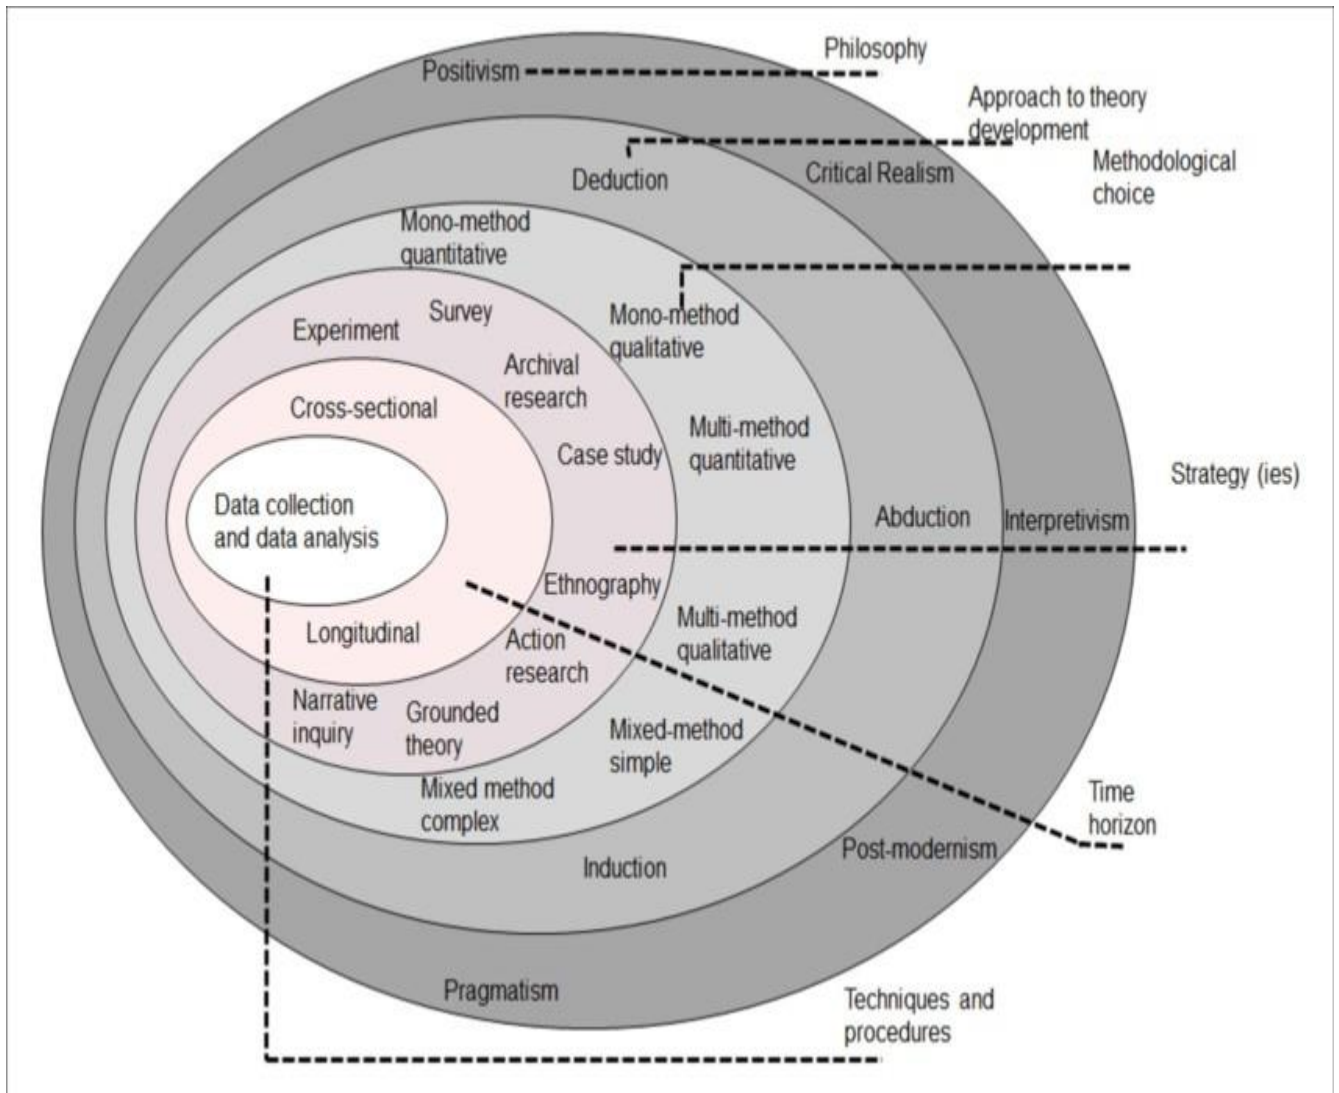 Philosophy
Positivism
Approach to theory
development
Methodological
choice
Critical Realism
Deduction
Mono-method
quantitative
Survey
Experiment
Mono-method
qualitative
Archival
research
Cross-sectional
Multi-method
quantitative
Case study
Strategy (ies)
Data collection
and data analysis
Abduction
Interpretivism
Ethnography
Multi-method
qualitative
Longitudinal
Action
research
Narrative
inquiry
Grounded
theory
Mixed-method
simple
Mixed method
complex
Time
horizon
Post-modernism
Induction
Pragmatism
Techniques and
procedures